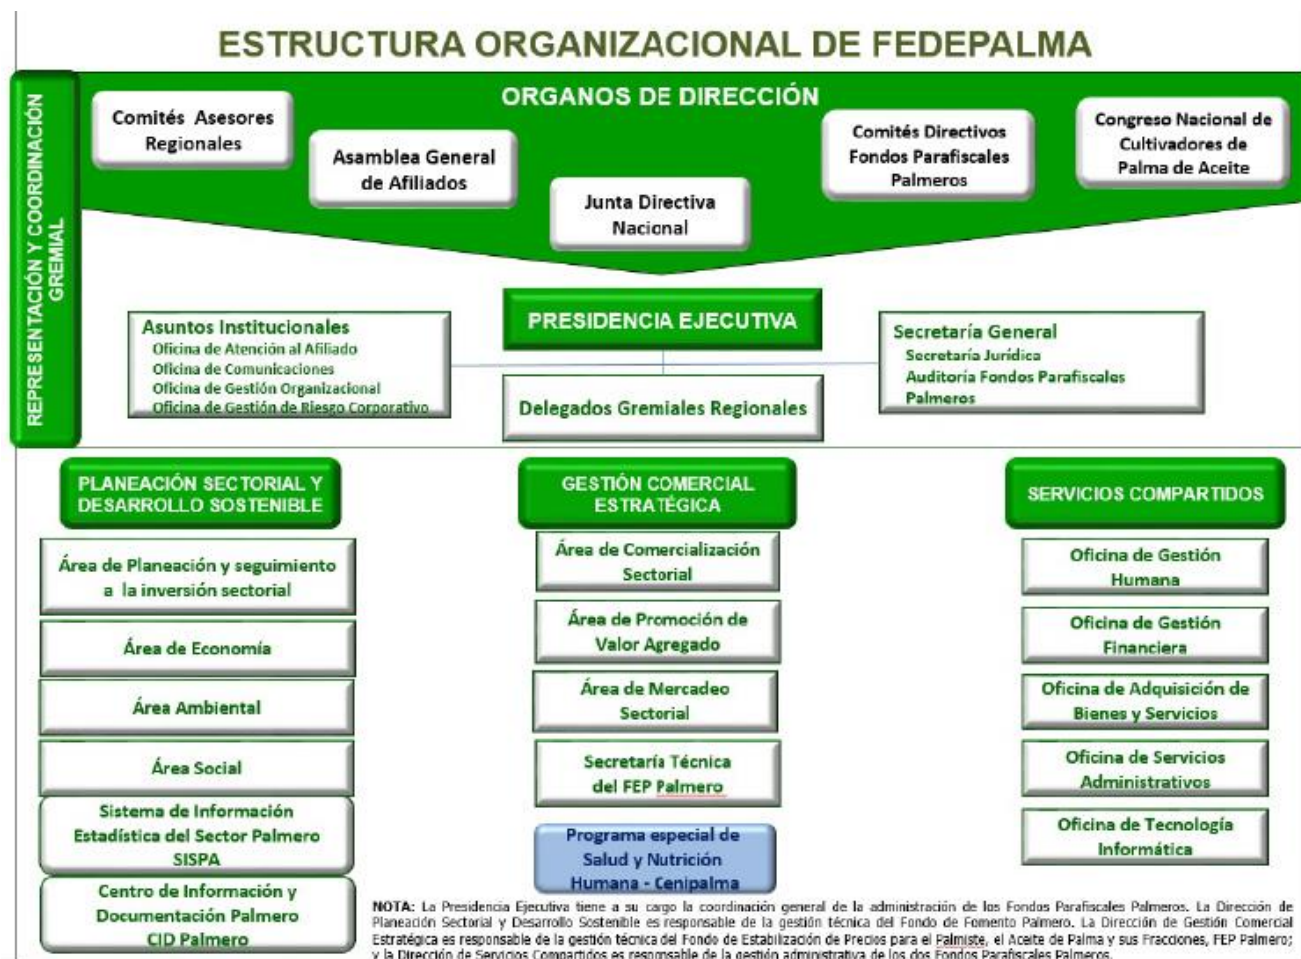 ESTRUCTURA ORGANIZACIONAL DE FEDEPALMA
REPRESENTACIÓN Y COORDINACIÓN
GREMIAL
ORGANOS DE DIRECCIÓN
Comités Asesores
Regionales
Asamblea General
de Afiliados
Junta Directiva
Nacional
Comités Directivos
Fondos Parafiscales
Palmeros
Congreso Nacional de
Cultivadores de
Palma de Aceite
PRESIDENCIA EJECUTIVA
Asuntos Institucionales
Oficina de Atención al Afiliado
Oficina de Comunicaciones
Oficina de Gestión Organizacional
Oficina de Gestión de Riesgo Corporativo
Delegados Gremiales Regionales
Secretaría General
Secretaría Jurídica
Auditoría Fondos Parafiscales
Palmeros
PLANEACIÓN SECTORIAL Y
DESARROLLO SOSTENIBLE
Área de Planeación y seguimiento
a la inversión sectorial
Área de Economía
Área Ambiental
Área Social
Sistema de Información
Estadística del Sector Palmero
SISPA
Centro de Información y
Documentación Palmero
CID Palmero
GESTIÓN COMERCIAL
ESTRATÉGICA
Área de Comercialización
Sectorial
Área de Promoción de
Valor Agregado
Área de Mercadeo
Sectorial
Secretaría Técnica
del FEP Palmero
Programa especial de
Salud y Nutrición
Humana - Cenipalma
SERVICIOS COMPARTIDOS
Oficina de Gestión
Humana
Oficina de Gestión
Financiera
Oficina de Adquisición de
Bienes y Servicios
Oficina de Servicios
Administrativos
Oficina de Tecnología
Informática
NOTA: La Presidencia Ejecutiva tiene a su cargo la coordinación general de la administración de los Fondos Parafiscales Palmeros. La Dirección de
Planeación Sectorial y Desarrollo Sostenible es responsable de la gestión técnica del Fondo de Fomento Palmero. La Dirección de Gestión Comercial
Estratégica es responsable de la gestión técnica del Fondo de Estabilización de Precios para el Palmiste, el Aceite de Palma y sus Fracciones, FEP Palmero;
y la Dirección de Servicios Compartidos es responsable de la gestión administrativa de los dos Fondos Parafiscales Palmeros.